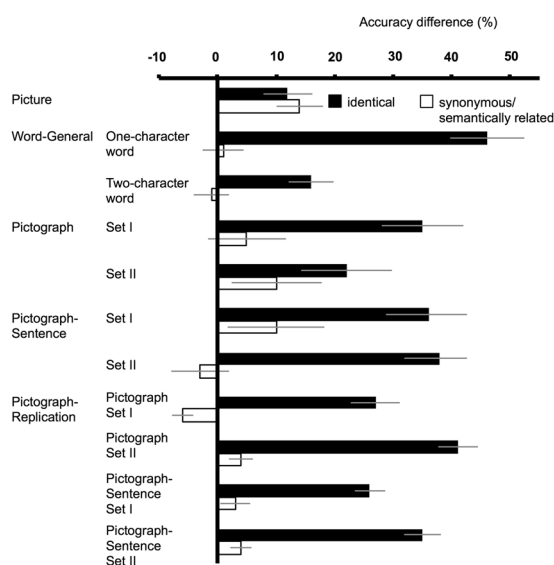 Accuracy difference (%)
-10 0 10 20 30 40 50
Picture
identical
synonymous/
semantically related
Word-General
One-character
word
Two-character
word
Pictograph
Set I
Set II
Pictograph-
Sentence
Set I
Set II
Pictograph-
Replication
Pictograph
Set I
Pictograph
Set II
Pictograph-
Sentence
Set I
Pictograph-
Sentence
Set II